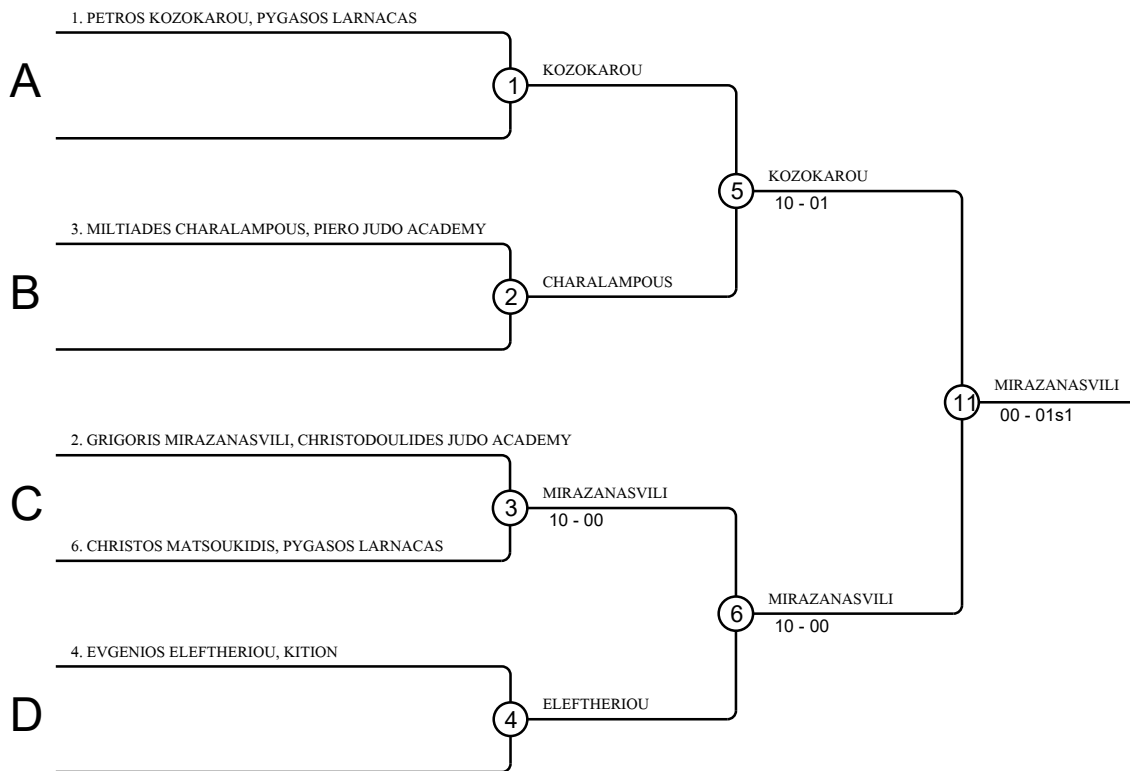 1. PETROS KOZOKAROU, PYGASOS LARNACAS
A
1
KOZOKAROU
5
KOZOKAROU
10 - 01
3. MILTIADES CHARALAMPOUS, PIERO JUDO ACADEMY
B
2
CHARALAMPOUS
11
MIRAZANASVILI
00 - 01s1
2. GRIGORIS MIRAZANASVILI, CHRISTODOULIDES JUDO ACADEMY
C
3
MIRAZANASVILI
10 - 00
6. CHRISTOS MATSOUKIDIS, PYGASOS LARNACAS
6
MIRAZANASVILI
10 - 00
4. EVGENIOS ELEFTHERIOU, KITION
D
4
ELEFTHERIOU